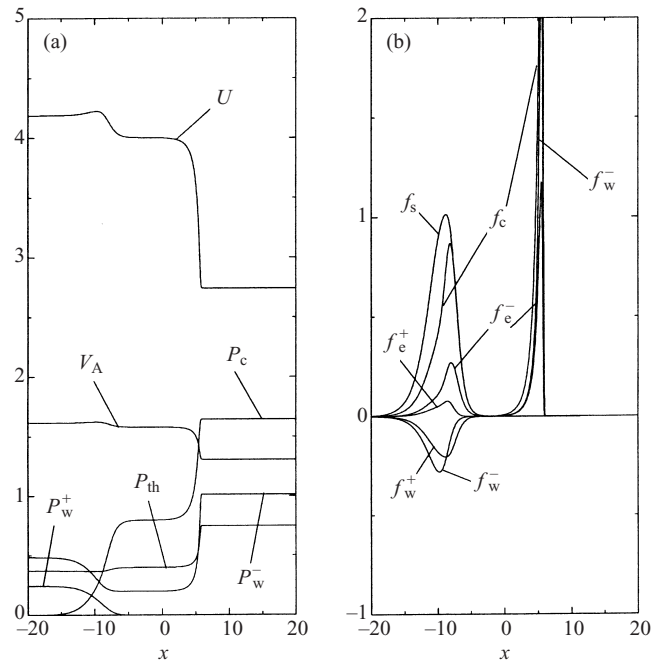 (a)
5
4
3
2
1
0
U
V_A
P_c
P_th
P_w^+
P_w^-
−20 −10 0 10 20
x
(b)
2
1
0
−1
f_s
f_c
f_w^-
f_e^-
f_e^+
f_w^+
f_w^-
−20 −10 0 10 20
x